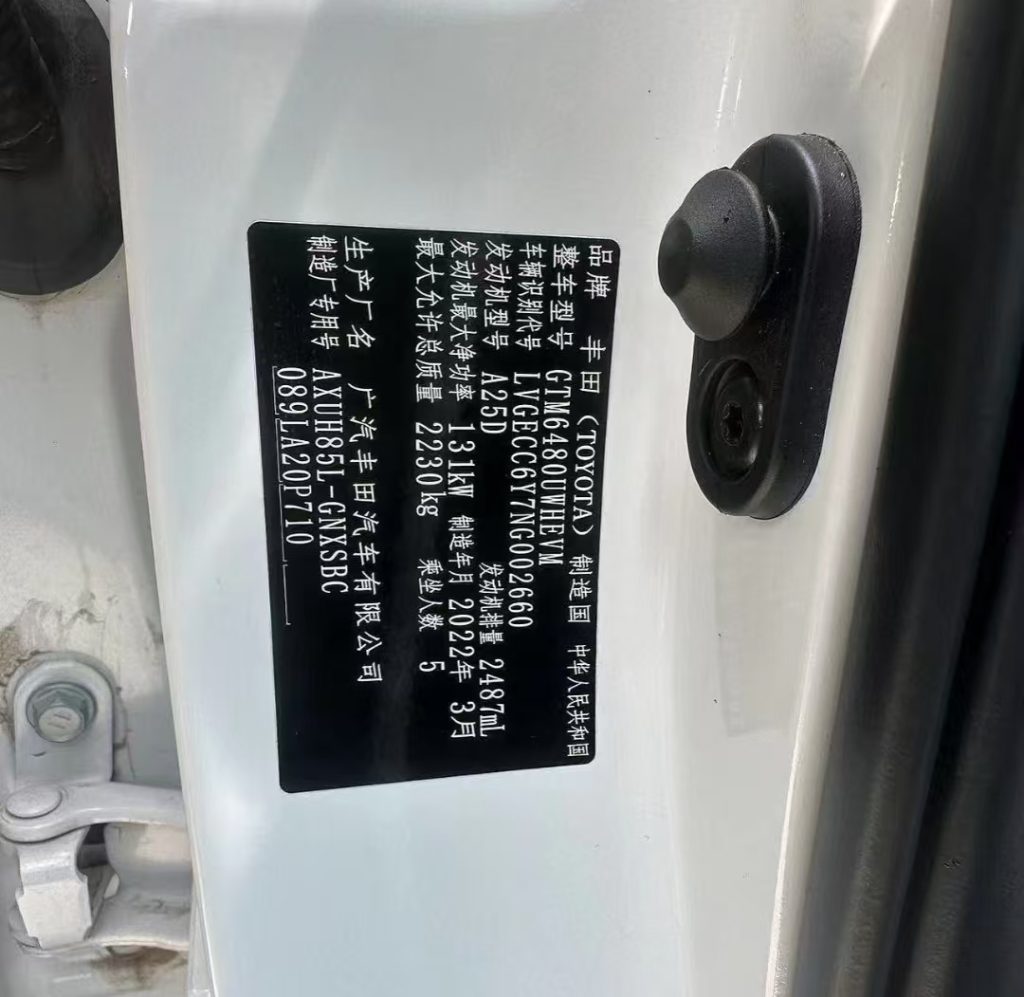 品牌 丰田（TOYOTA） 制造国 中华人民共和国
整车型号 GTM6480UWHEVM
车辆识别代号 LVGECC6Y7NG002660
发动机型号 A25D 发动机排量 2487mL
发动机最大净功率 131kW 制造年月 2022年 3月
最大允许总质量 2230kg 乘坐人数 5
生产厂名 广汽丰田汽车有限公司
制造厂专用号 AXUH85L-GNXSBC
089LA20P710